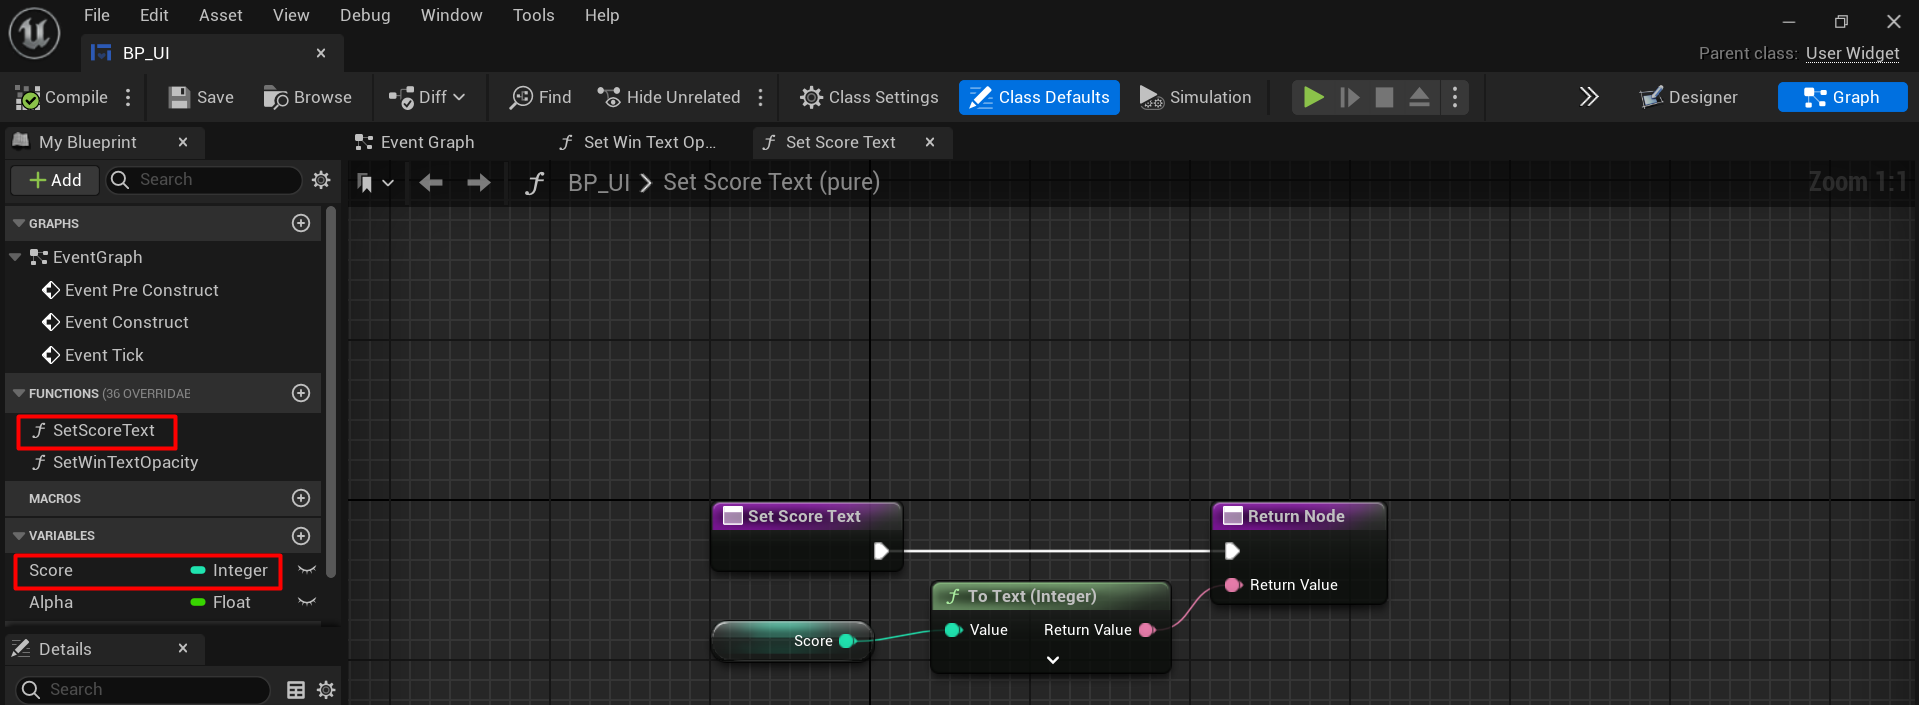 File Edit Asset View Debug Window Tools Help
BP_UI
Parent class: User Widget
Compile Save Browse Diff Find Hide Unrelated Class Settings Class Defaults Simulation Designer Graph
My Blueprint
Event Graph Set Win Text Op... Set Score Text
Add Search
BP_UI Set Score Text (pure)
Zoom 1:1
GRAPHS
EventGraph
Event Pre Construct
Event Construct
Event Tick
FUNCTIONS (36 OVERRIDAE
SetScoreText
SetWinTextOpacity
MACROS
VARIABLES
Score Integer
Alpha Float
Details
Search
Set Score Text
Return Node
Return Value
To Text (Integer)
Value Return Value
Score